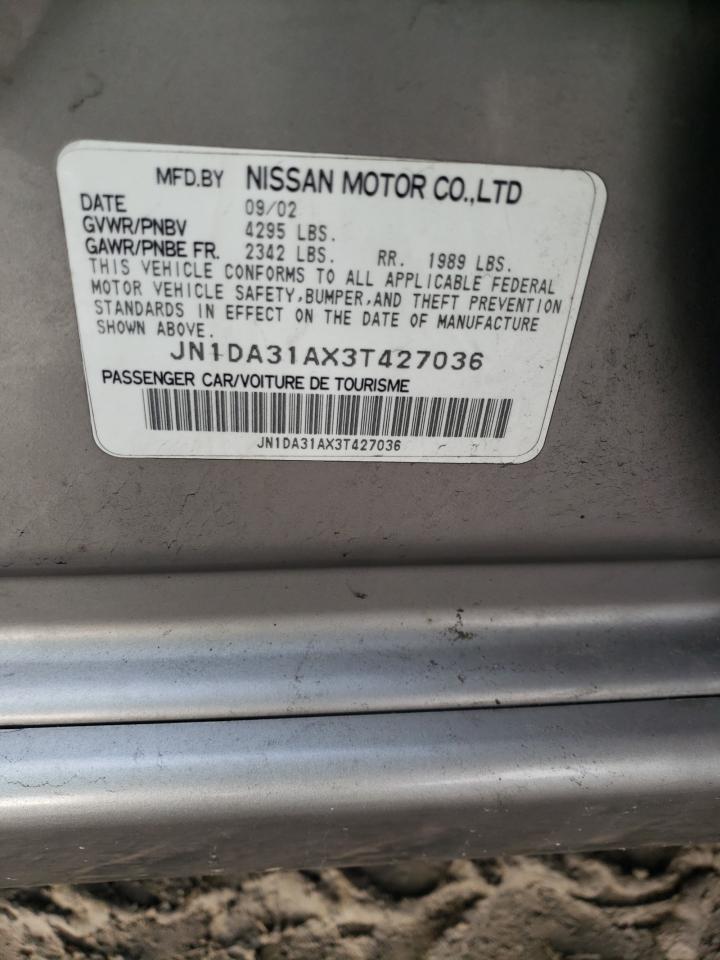 MFD.BY NISSAN MOTOR CO.,LTD
DATE 09/02
GVWR/PNBV 4295 LBS.
GAWR/PNBE FR. 2342 LBS. RR. 1989 LBS.
THIS VEHICLE CONFORMS TO ALL APPLICABLE FEDERAL
MOTOR VEHICLE SAFETY,BUMPER,AND THEFT PREVENTION
STANDARDS IN EFFECT ON THE DATE OF MANUFACTURE
SHOWN ABOVE.
JN1DA31AX3T427036
PASSENGER CAR/VOITURE DE TOURISME
JN1DA31AX3T427036